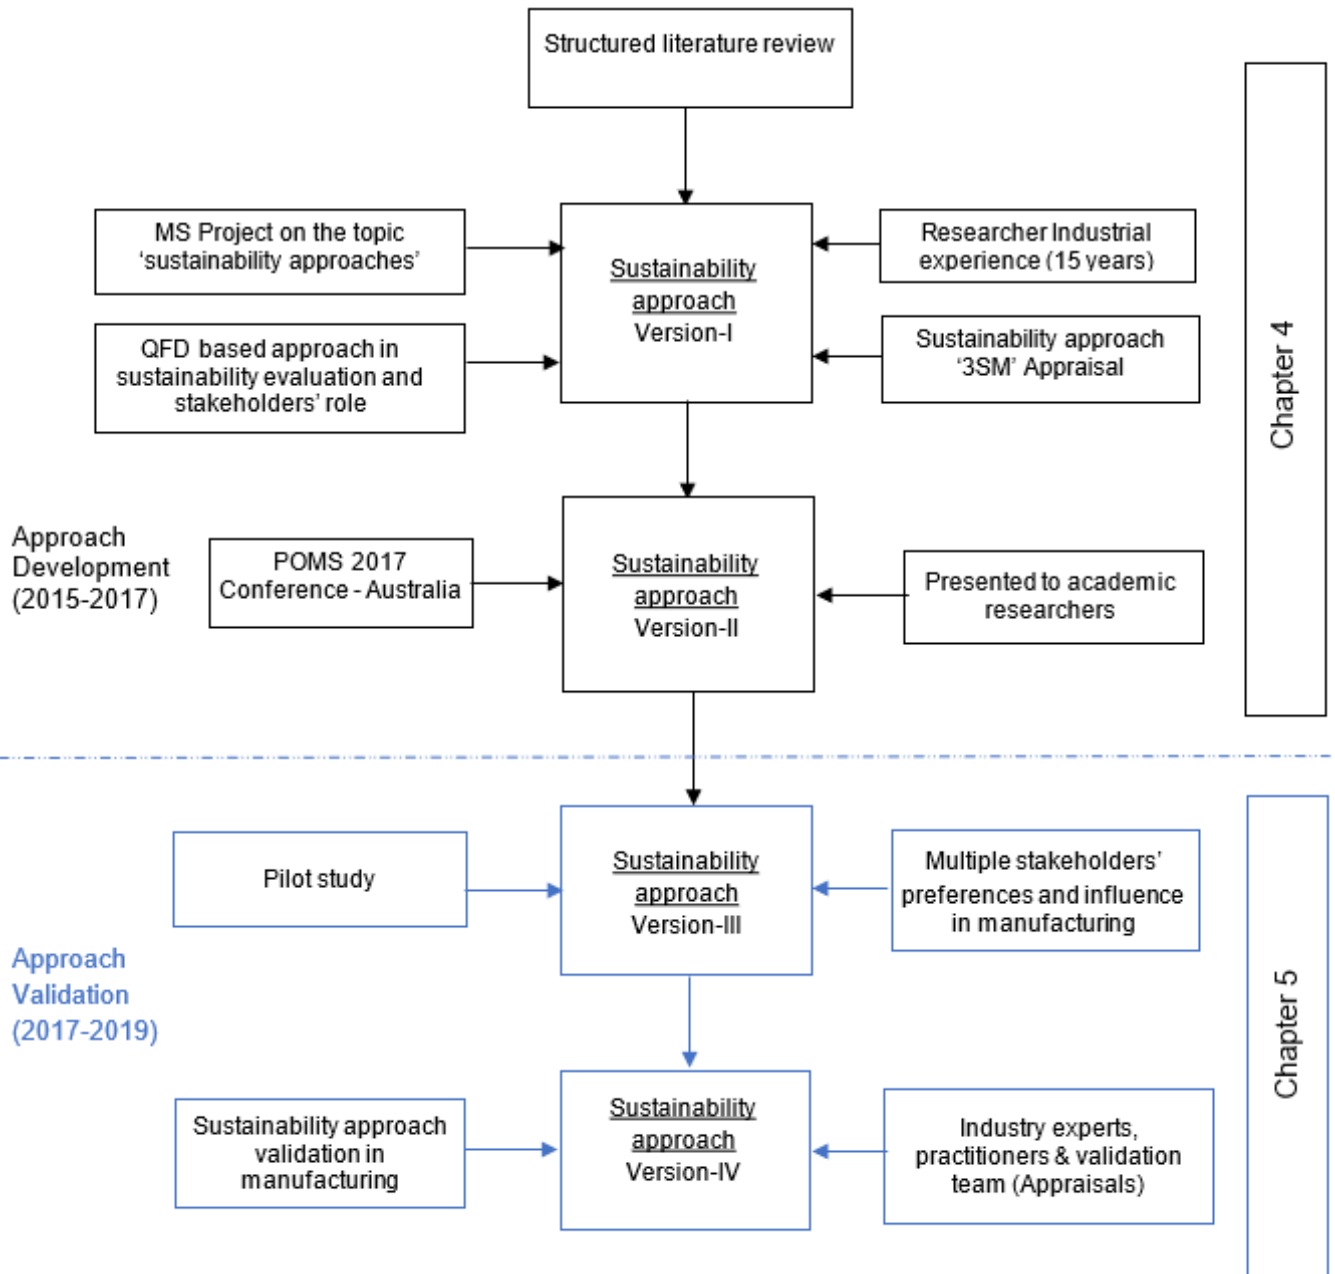 Structured literature review
MS Project on the topic
‘sustainability approaches’
Sustainability
approach
Version-I
Researcher Industrial
experience (15 years)
QFD based approach in
sustainability evaluation and
stakeholders’ role
Sustainability approach
‘3SM’ Appraisal
Chapter 4
Approach
Development
(2015-2017)
POMS 2017
Conference - Australia
Sustainability
approach
Version-II
Presented to academic
researchers
Pilot study
Sustainability
approach
Version-III
Multiple stakeholders’
preferences and influence
in manufacturing
Approach
Validation
(2017-2019)
Chapter 5
Sustainability approach
validation in
manufacturing
Sustainability
approach
Version-IV
Industry experts,
practitioners & validation
team (Appraisals)